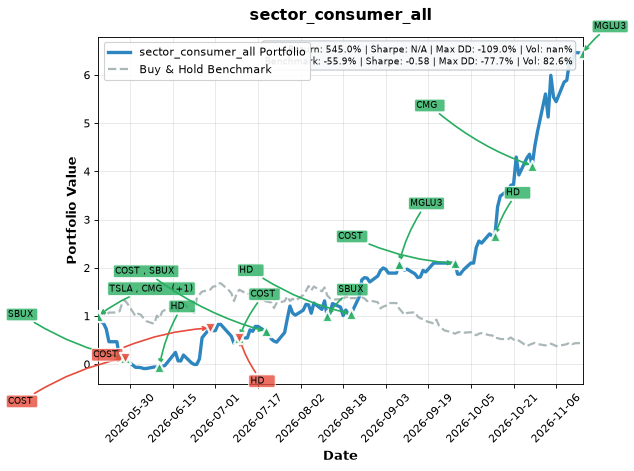 sector_consumer_all
MGLU3
sector_consumer_all Portfolio
Buy & Hold Benchmark
rn: 545.0% | Sharpe: N/A | Max DD: -109.0% | Vol: nan%
Benchmark: -55.9% | Sharpe: -0.58 | Max DD: -77.7% | Vol: 82.6%
CMG
HD
MGLU3
COST
COST , SBUX
HD
TSLA , CMG (+1)
COST
SBUX
HD
SBUX
COST
HD
COST
Portfolio Value
6
5
4
3
2
1
0
2026-05-30
2026-06-15
2026-07-01
2026-07-17
2026-08-02
2026-08-18
2026-09-03
2026-09-19
2026-10-05
2026-10-21
2026-11-06
Date